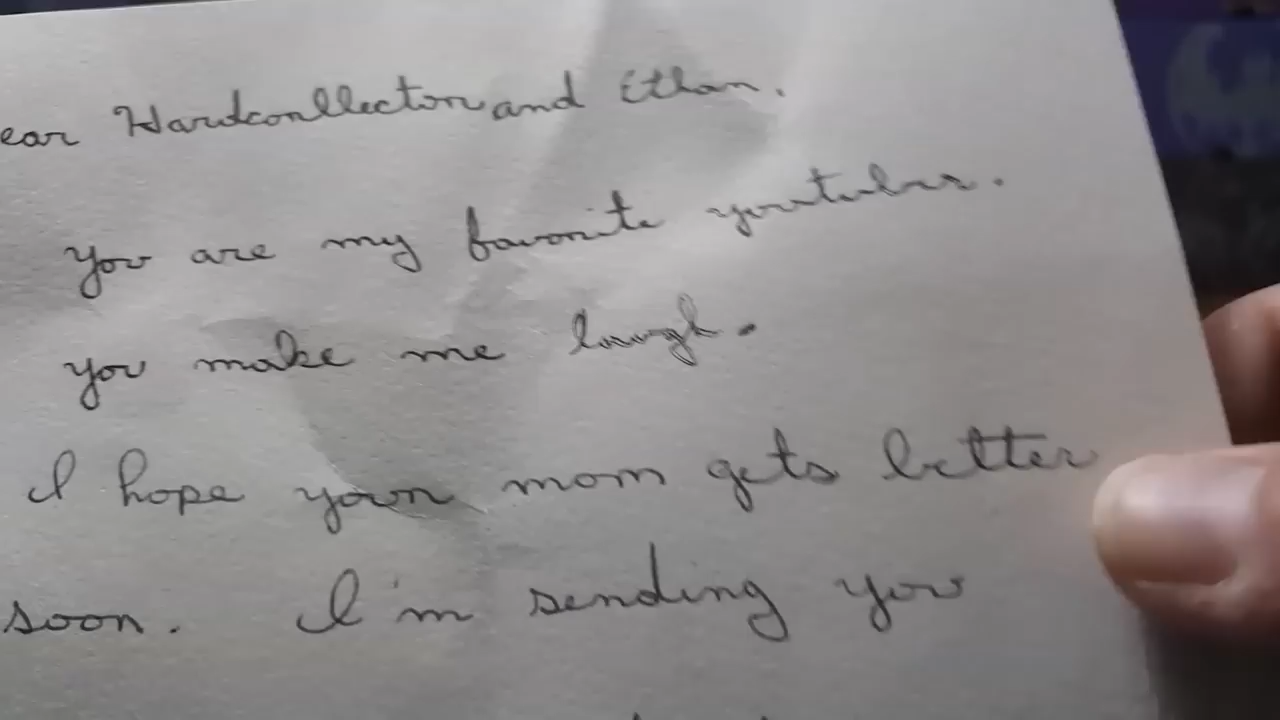 ear Hardcorllector and Ethan.
you are my favorite youtuber.
you make me laugh.
I hope your mom gets better
soon. I'm sending you